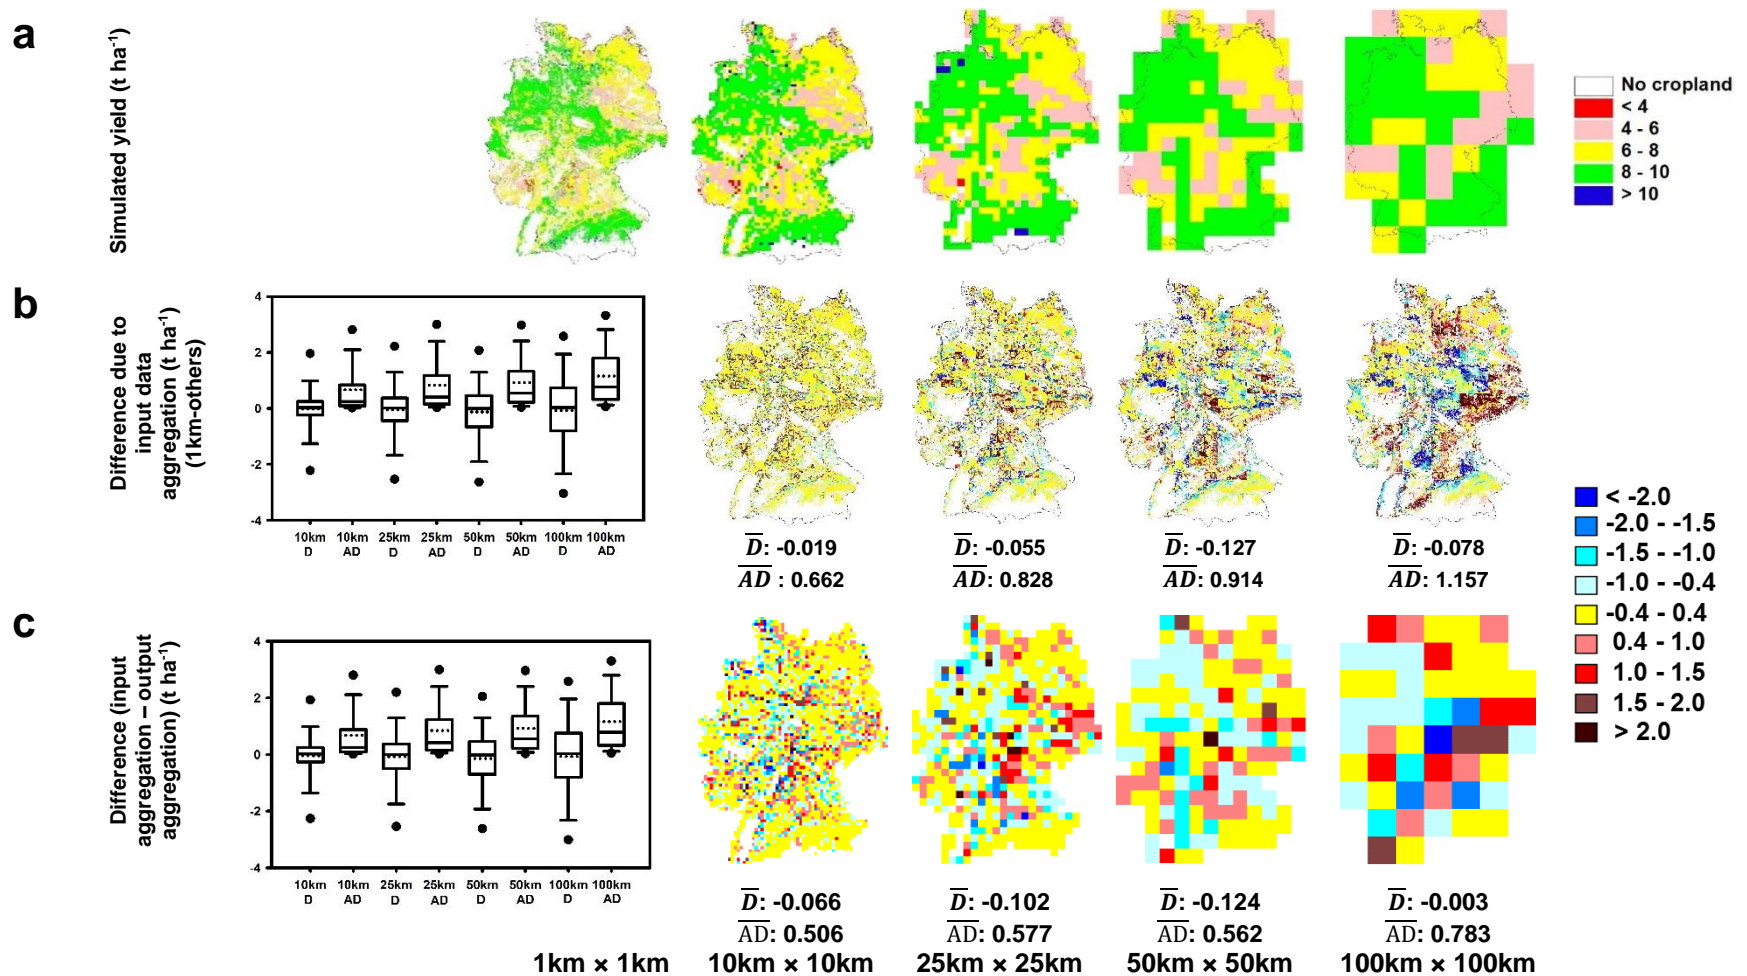 a
Simulated yield (t ha-1)
No cropland
< 4
4 - 6
6 - 8
8 - 10
> 10
b
Difference due to
input data
aggregation (t ha-1)
(1km-others)
4
2
0
-2
-4
10km 10km 25km 25km 50km 50km 100km 100km
D AD D AD D AD D AD
D: -0.019 D: -0.055 D: -0.127 D: -0.078
AD : 0.662 AD: 0.828 AD: 0.914 AD: 1.157
< -2.0
-2.0 - -1.5
-1.5 - -1.0
-1.0 - -0.4
-0.4 - 0.4
0.4 - 1.0
1.0 - 1.5
1.5 - 2.0
> 2.0
c
Difference (input
aggregation – output
aggregation) (t ha-1)
4
2
0
-2
-4
10km 10km 25km 25km 50km 50km 100km 100km
D AD D AD D AD D AD
D: -0.066 D: -0.102 D: -0.124 D: -0.003
AD: 0.506 AD: 0.577 AD: 0.562 AD: 0.783
1km × 1km 10km × 10km 25km × 25km 50km × 50km 100km × 100km